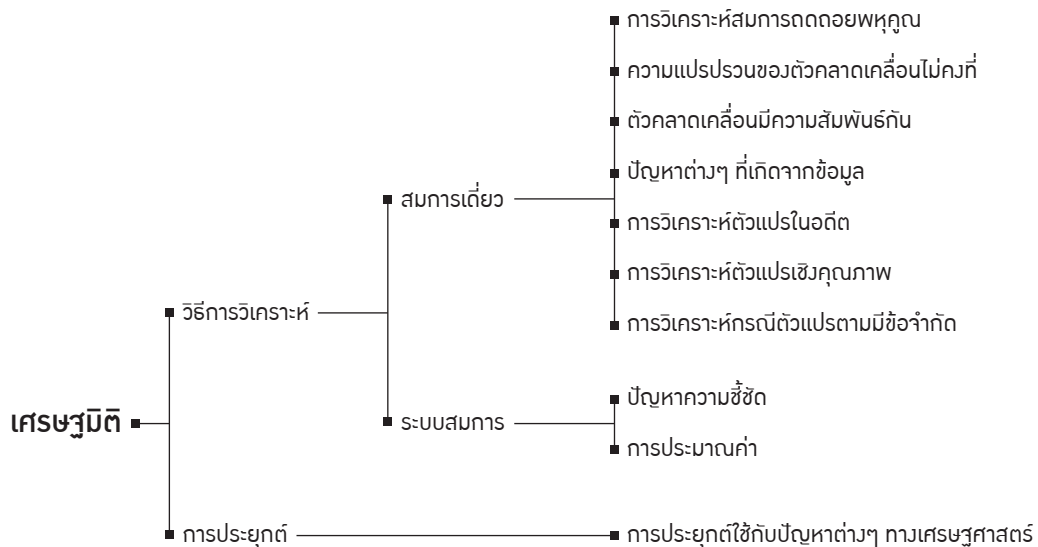 การวิเคราะห์สมการถดถอยพหุคูณ
ความแปรปรวนของตัวคลาดเคลื่อนไม่คงที่
ตัวคลาดเคลื่อนมีความสัมพันธ์กัน
ปัญหาต่างๆ ที่เกิดจากข้อมูล
สมการเดี่ยว
การวิเคราะห์ตัวแปรในอดีต
การวิเคราะห์ตัวแปรเชิงคุณภาพ
วิธีการวิเคราะห์
การวิเคราะห์กรณีตัวแปรตามมีข้อจำกัด
ปัญหาความชี้ชัด
เศรษฐมิติ
ระบบสมการ
การประมาณค่า
การประยุกต์
การประยุกต์ใช้กับปัญหาต่างๆ ทางเศรษฐศาสตร์